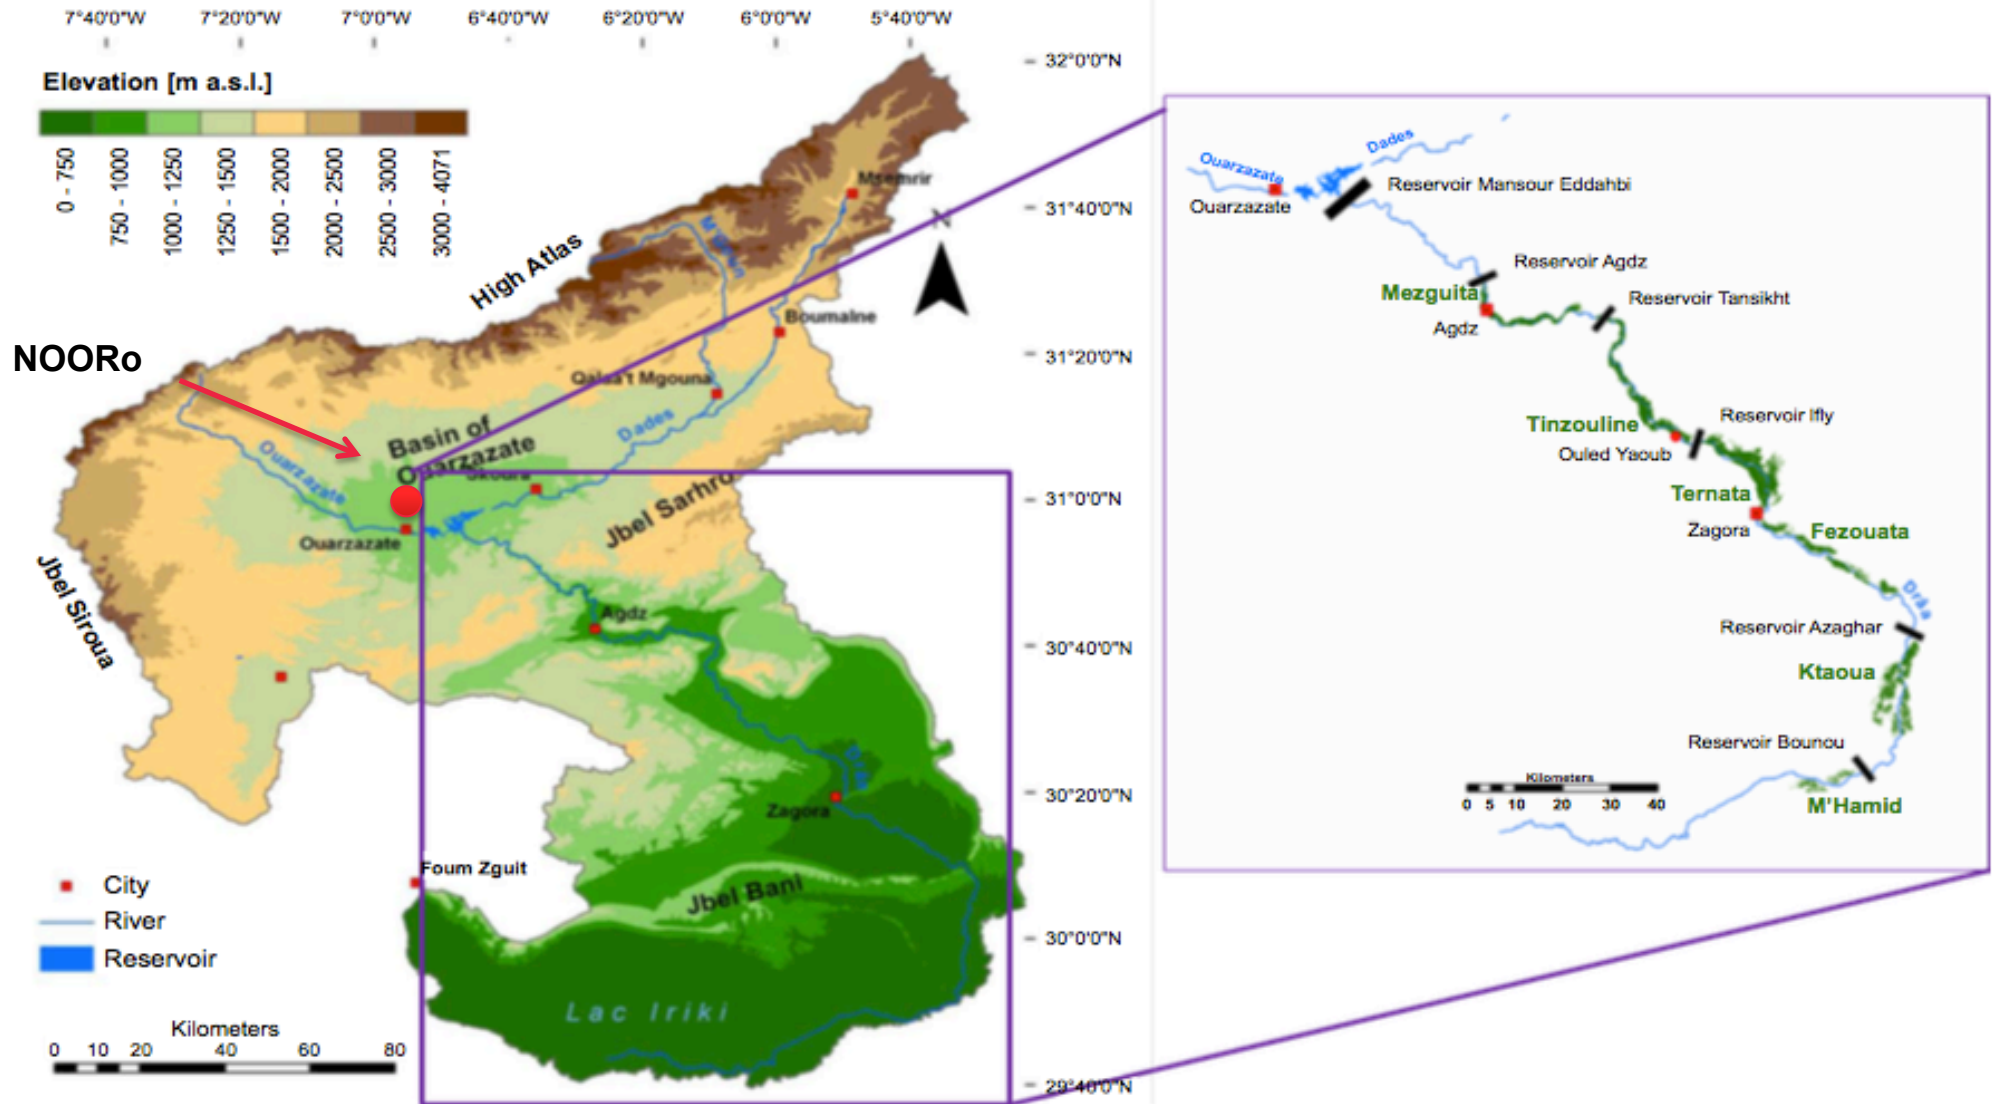 7°40'0"W 7°20'0"W 7°0'0"W 6°40'0"W 6°20'0"W 6°0'0"W 5°40'0"W
32°0'0"N
31°40'0"N
31°20'0"N
31°0'0"N
30°40'0"N
30°20'0"N
30°0'0"N
29°40'0"N
Elevation [m a.s.l.]
0 - 750
750 - 1000
1000 - 1250
1250 - 1500
1500 - 2000
2000 - 2500
2500 - 3000
3000 - 4071
NOORo
High Atlas
Msemrir
N
Boumalne
Qalaa't Mgouna
Dades
Basin of
Ouarzazate
Skoura
Ouarzazate
Ouarzazate
Jbel Sarhro
Jbel Siroua
Agdz
Drâa
Zagora
Foum Zguit
Jbel Bani
Lac Iriki
City
River
Reservoir
Kilometers
0 10 20 40 60 80
Dades
Ouarzazate
Reservoir Mansour Eddahbi
Ouarzazate
Reservoir Agdz
Mezguita
Reservoir Tansikht
Agdz
Reservoir Ifly
Tinzouline
Ouled Yaoub
Ternata
Zagora
Fezouata
Drâa
Reservoir Azaghar
Ktaoua
Reservoir Bounou
Kilometers
0 5 10 20 30 40
M'Hamid